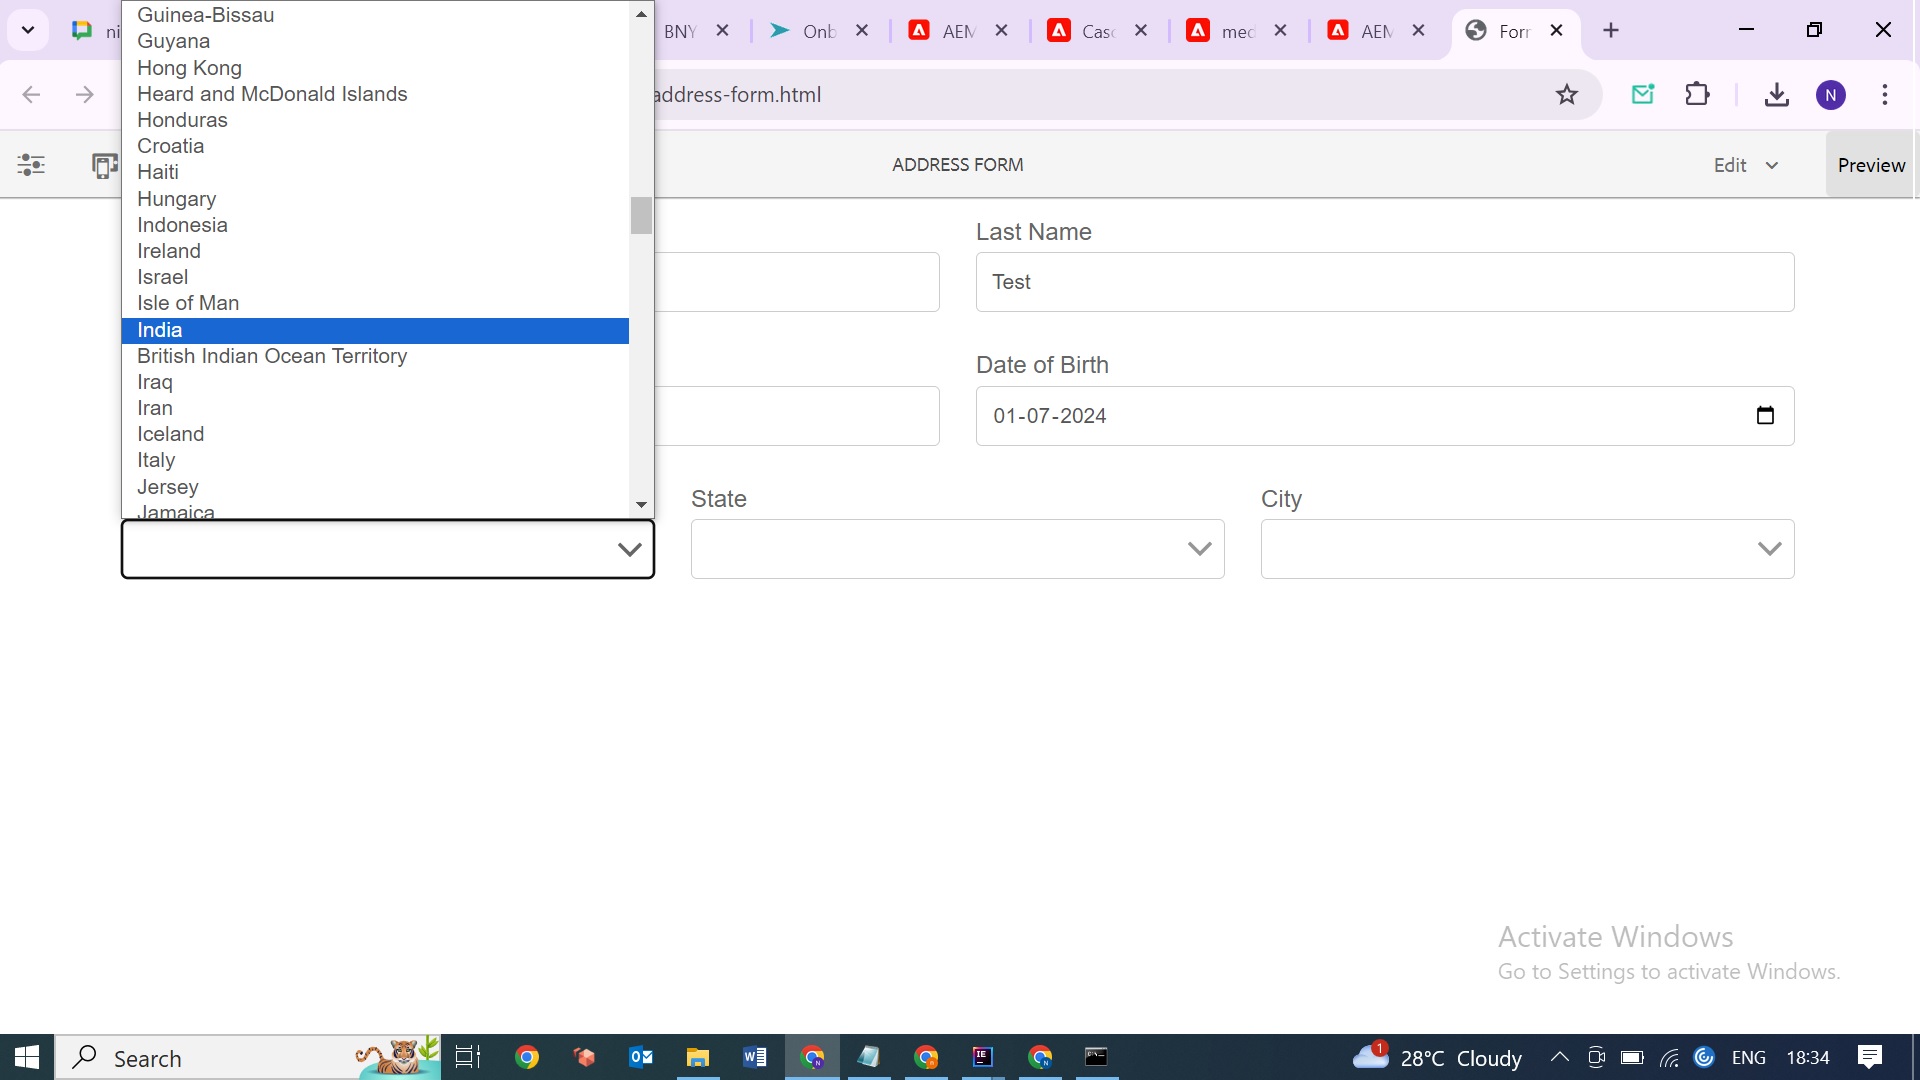 ni
BNY
Onb
AEM
Casc
med
AEM
Forr
address-form.html
N
ADDRESS FORM
Edit
Preview
Guinea-Bissau
Guyana
Hong Kong
Heard and McDonald Islands
Honduras
Croatia
Haiti
Hungary
Indonesia
Ireland
Israel
Isle of Man
India
British Indian Ocean Territory
Iraq
Iran
Iceland
Italy
Jersey
Jamaica
Last Name
Test
Date of Birth
01-07-2024
State
City
Activate Windows
Go to Settings to activate Windows.
Search
1
28°C Cloudy
ENG
18:34